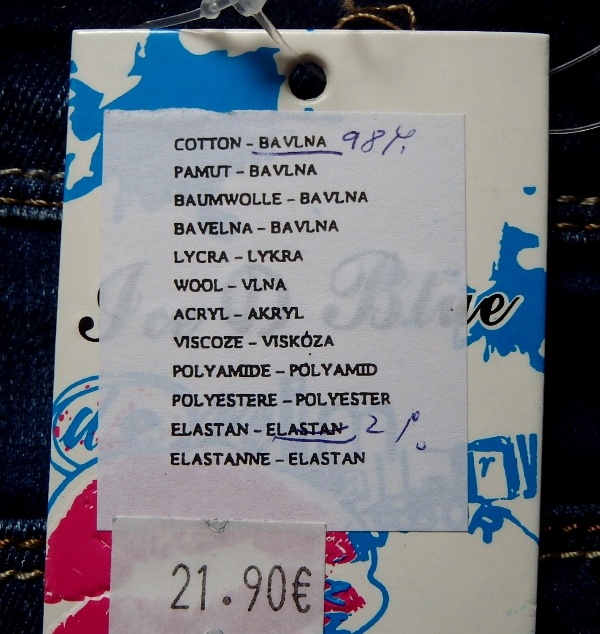 COTTON - BAVLNA 98%
PAMUT - BAVLNA
BAUMWOLLE - BAVLNA
BAVELNA - BAVLNA
LYCRA - LYKRA
WOOL - VLNA
ACRYL - AKRYL
VISCOZE - VISKÓZA
POLYAMIDE - POLYAMID
POLYESTERE - POLYESTER
ELASTAN - ELASTAN 2%
ELASTANNE - ELASTAN
21.90€